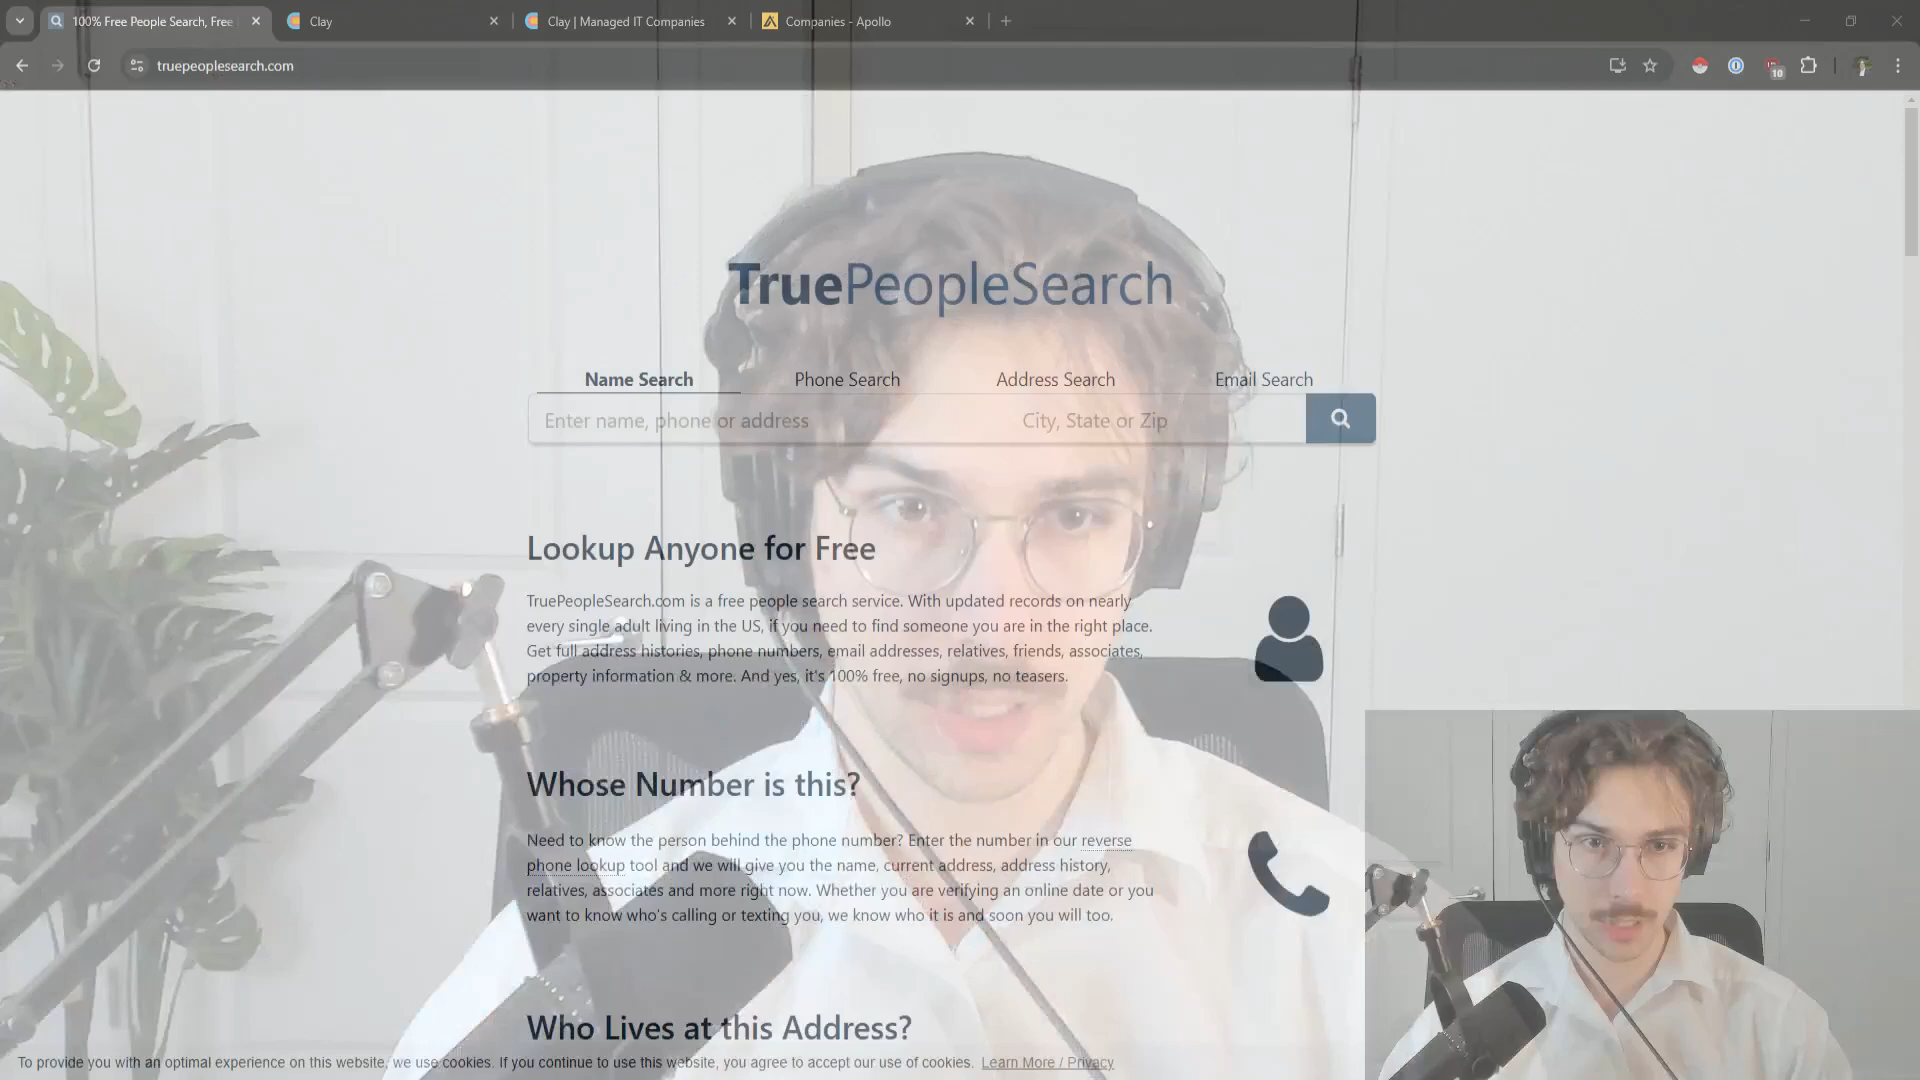 100% Free People Search, Free
Clay
Clay | Managed IT Companies
Companies - Apollo
truepeoplesearch.com
10
TruePeopleSearch
Name Search
Phone Search
Address Search
Email Search
Enter name, phone or address
City, State or Zip
Lookup Anyone for Free
TruePeopleSearch.com is a free people search service. With updated records on nearly
every single adult living in the US, if you need to find someone you are in the right place.
Get full address histories, phone numbers, email addresses, relatives, friends, associates,
property information & more. And yes, it's 100% free, no signups, no teasers.
Whose Number is this?
Need to know the person behind the phone number? Enter the number in our reverse
phone lookup tool and we will give you the name, current address, address history,
relatives, associates and more right now. Whether you are verifying an online date or you
want to know who's calling or texting you, we know who it is and soon you will too.
Who Lives at this Address?
To provide you with an optimal experience on this website, we use cookies. If you continue to use this website, you agree to accept our use of cookies. Learn More / Privacy